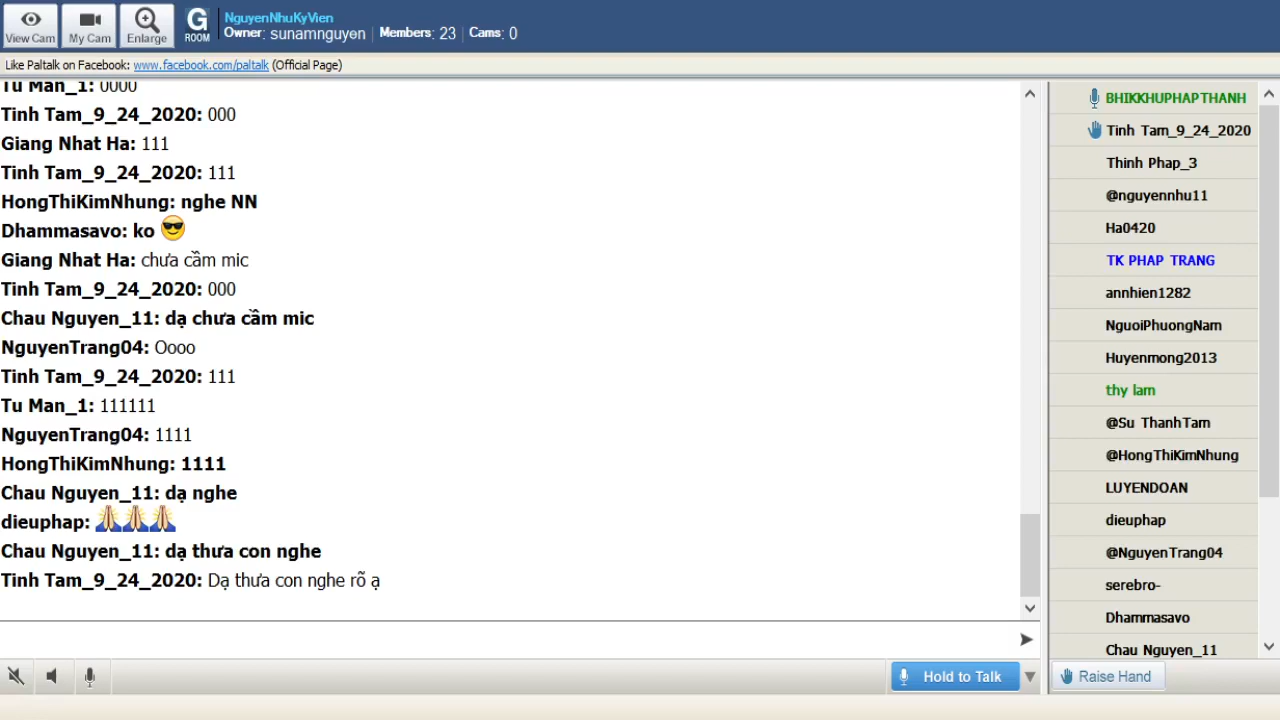 View Cam
My Cam
Enlarge
G
ROOM
NguyenNhuKyVien
Owner: sunamnguyen | Members: 23 | Cams: 0
Like Paltalk on Facebook: www.facebook.com/paltalk (Official Page)
Tu Man_1: 0000
Tinh Tam_9_24_2020: 000
Giang Nhat Ha: 111
Tinh Tam_9_24_2020: 111
HongThiKimNhung: nghe NN
Dhammasavo: ko
Giang Nhat Ha: chưa cầm mic
Tinh Tam_9_24_2020: 000
Chau Nguyen_11: dạ chưa cầm mic
NguyenTrang04: Oooo
Tinh Tam_9_24_2020: 111
Tu Man_1: 111111
NguyenTrang04: 1111
HongThiKimNhung: 1111
Chau Nguyen_11: dạ nghe
dieuphap:
Chau Nguyen_11: dạ thưa con nghe
Tinh Tam_9_24_2020: Dạ thưa con nghe rõ ạ
Hold to Talk
BHIKKHUPHAPTHANH
Tinh Tam_9_24_2020
Thinh Phap_3
@nguyennhu11
Ha0420
TK PHAP TRANG
annhien1282
NguoiPhuongNam
Huyenmong2013
thy lam
@Su ThanhTam
@HongThiKimNhung
LUYENDOAN
dieuphap
@NguyenTrang04
serebro-
Dhammasavo
Chau Nguyen_11
Raise Hand